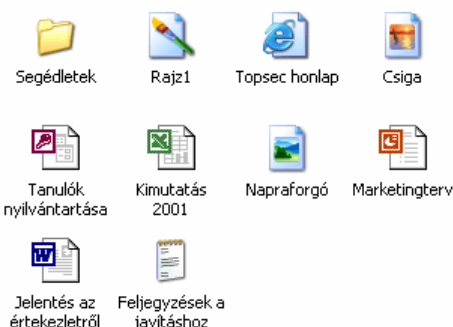 Segédletek
Rajz1
Topsec honlap
Csiga
Tanulók
nyilvántartása
Kimutatás
2001
Napraforgó
Marketingterv
Jelentés az
értekezletről
Feljegyzések a
javításhoz